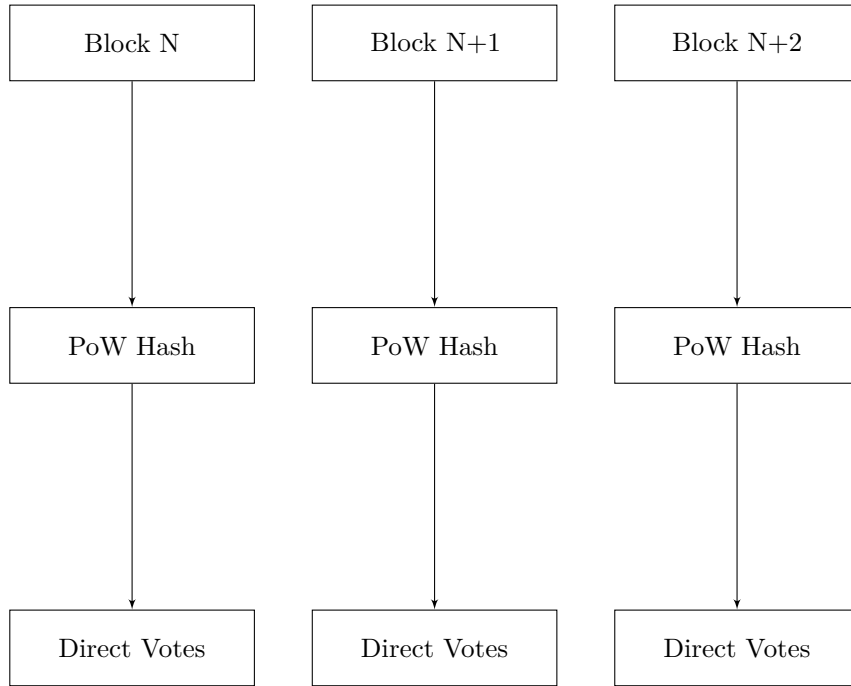 Block N
Block N+1
Block N+2
PoW Hash
PoW Hash
PoW Hash
Direct Votes
Direct Votes
Direct Votes